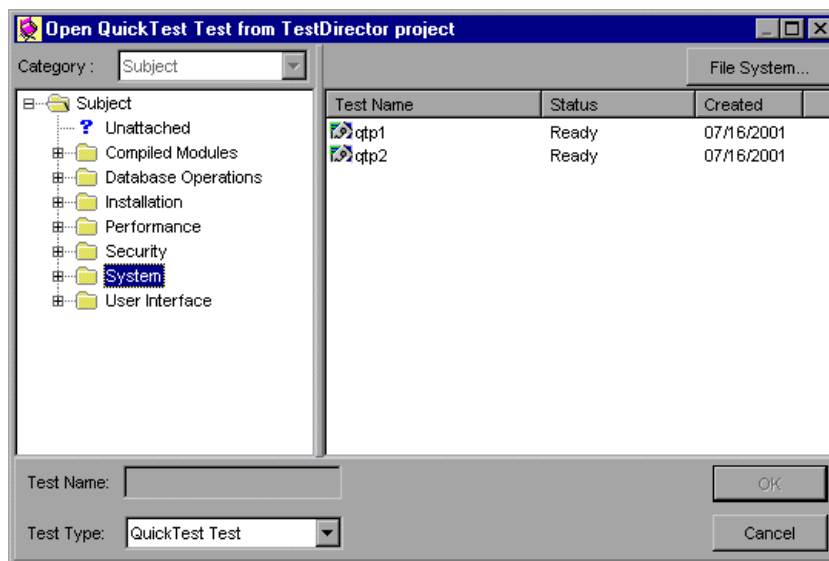 Open QuickTest Test from TestDirector project
Category : Subject
File System...
Subject
Unattached
Compiled Modules
Database Operations
Installation
Performance
Security
System
User Interface
Test Name Status Created
qtp1 Ready 07/16/2001
qtp2 Ready 07/16/2001
Test Name:
OK
Test Type: QuickTest Test
Cancel